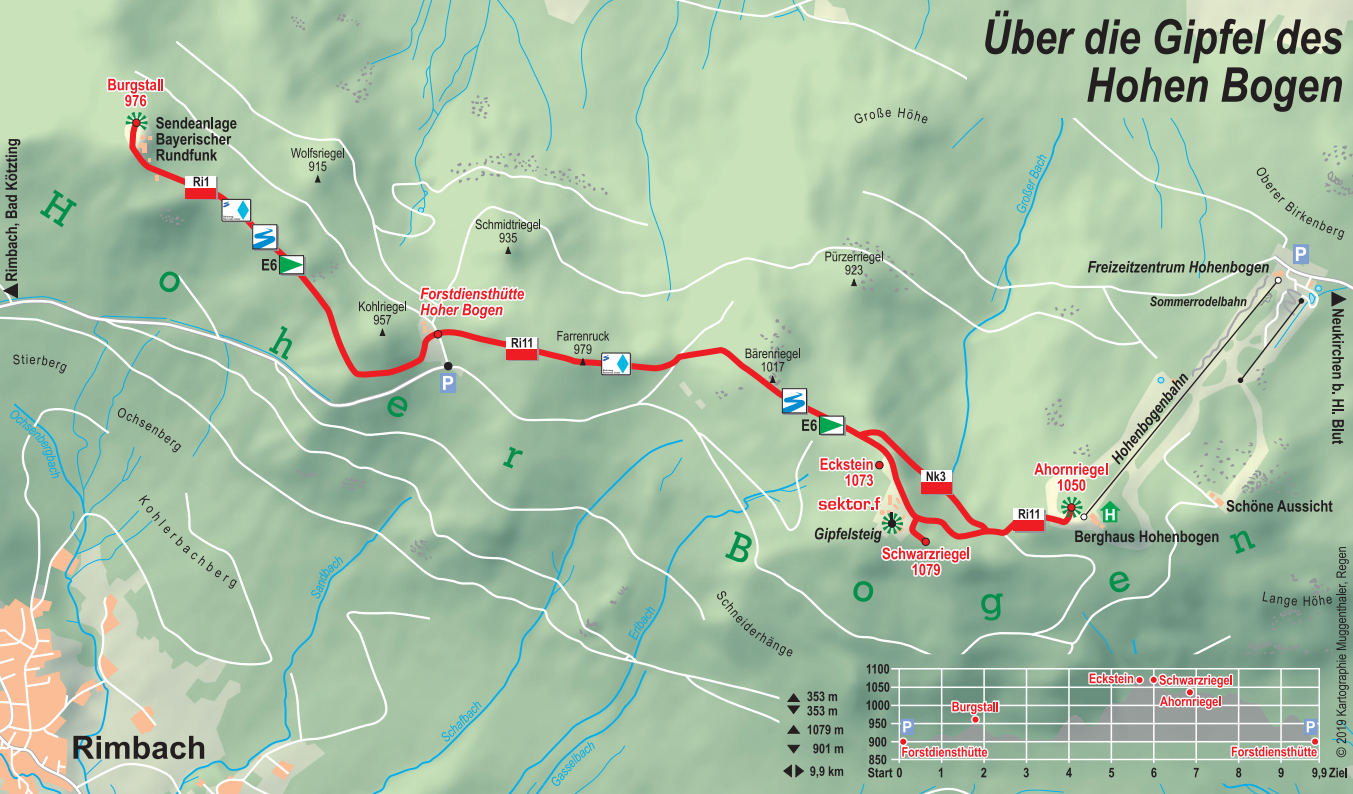 Über die Gipfel des
Hohen Bogen
Burgstall
976
Sendeanlage
Bayerischer
Rundfunk
Rimbach, Bad Kötzting
Wolfsriegel
915
Ri1
E6
Große Höhe
Großer Bach
Oberer Birkenberg
Schmidtriegel
935
Pürzerriegel
923
P
Freizeitzentrum Hohenbogen
Sommerrodelbahn
Neukirchen b. Hl. Blut
Forstdiensthütte
Hoher Bogen
Kohlriegel
957
Ri11
Farrenruck
979
Bärenriegel
1017
P
E6
Hohenbogenbahn
Stierberg
Ochsenberg
Ochsenbergbach
Kohlerbachberg
Eckstein
1073
sektor.f
Gipfelsteig
Schwarzriegel
1079
Nk3
Ri11
Ahornriegel
1050
H
Berghaus Hohenbogen
Schöne Aussicht
Lange Höhe
Hoher
Bogen
Sandbach
Erlbach
Schneiderhänge
Schafbach
Gasselbach
Rimbach
353 m
353 m
1079 m
901 m
9,9 km
1100
1050
1000
950
900
850
P
Forstdiensthütte
Burgstall
Eckstein
Schwarzriegel
Ahornriegel
P
Forstdiensthütte
Start 0 1 2 3 4 5 6 7 8 9 9,9 Ziel
© 2019 Kartographie Muggenthaler, Regen